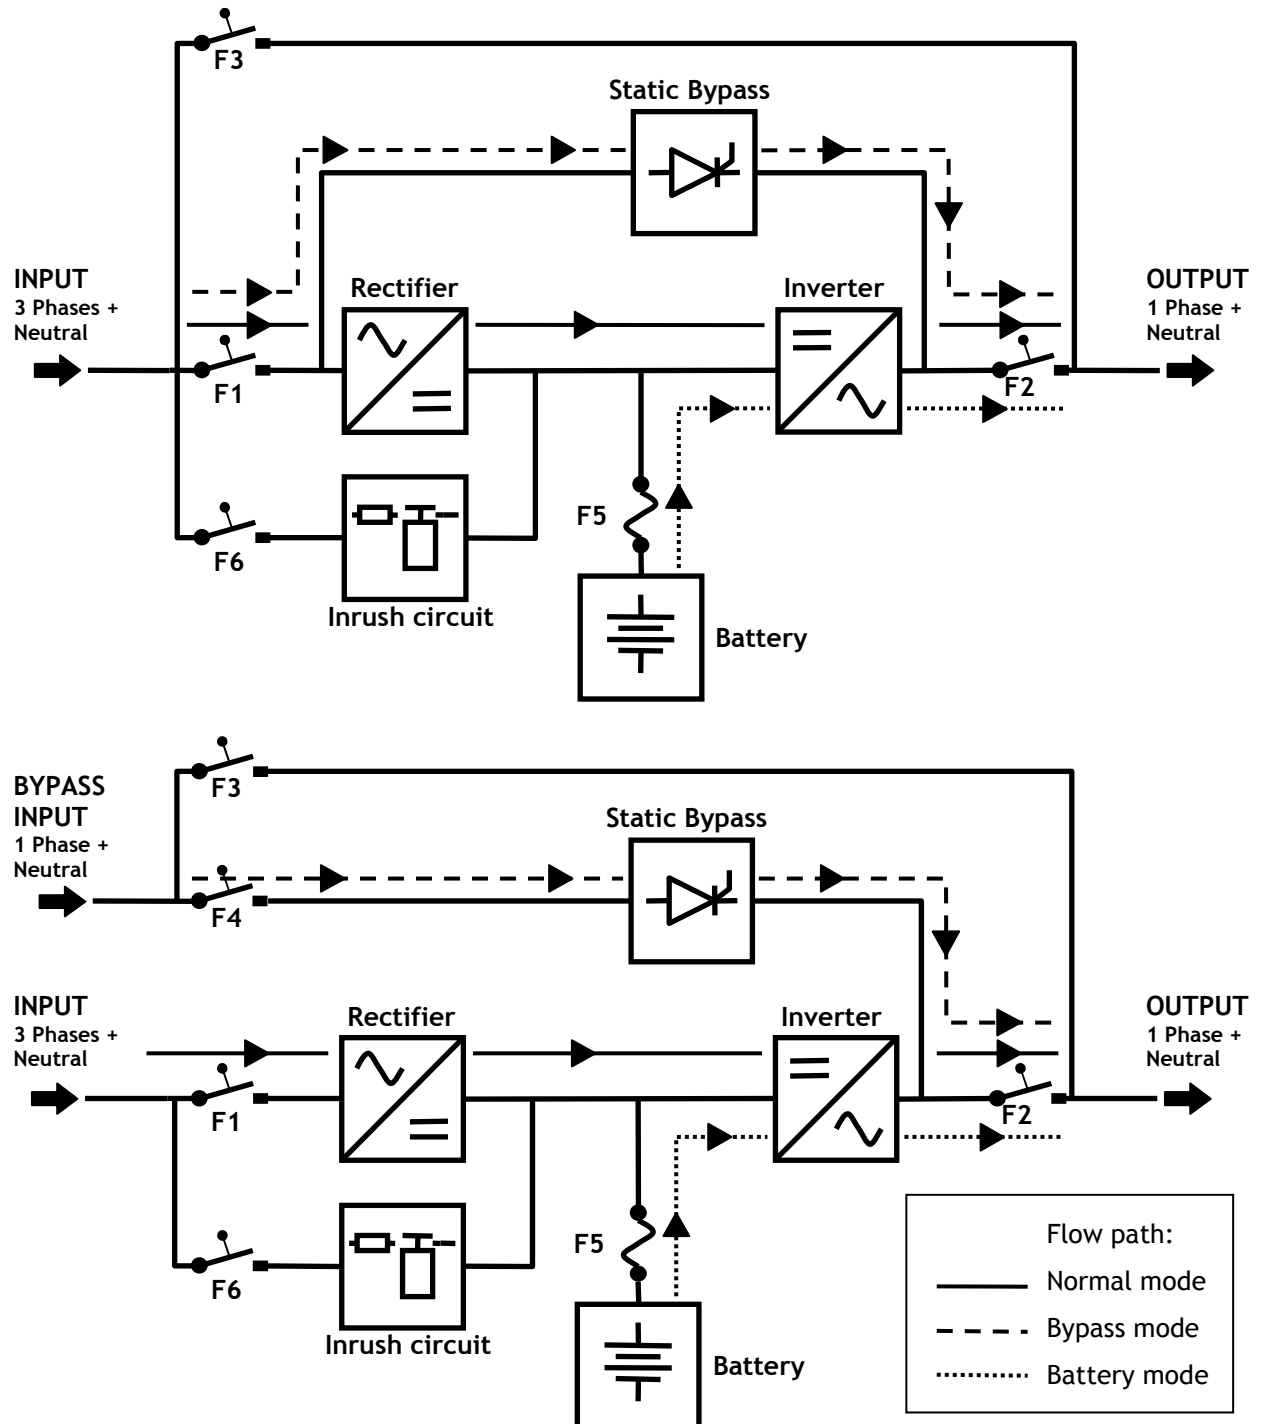 F3
Static Bypass
INPUT
3 Phases +
Neutral
Rectifier
Inverter
OUTPUT
1 Phase +
Neutral
F1
F2
F5
F6
Inrush circuit
Battery
F3
BYPASS
INPUT
1 Phase +
Neutral
Static Bypass
F4
INPUT
3 Phases +
Neutral
Rectifier
Inverter
OUTPUT
1 Phase +
Neutral
F1
F2
F5
F6
Inrush circuit
Battery
Flow path:
Normal mode
Bypass mode
Battery mode